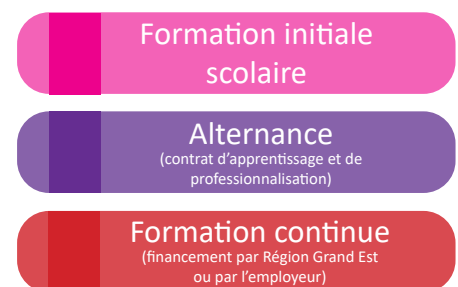 Formation initiale
scolaire
Alternance
(contrat d'apprentissage et de
professionnalisation)
Formation continue
(financement par Région Grand Est
ou par l'employeur)